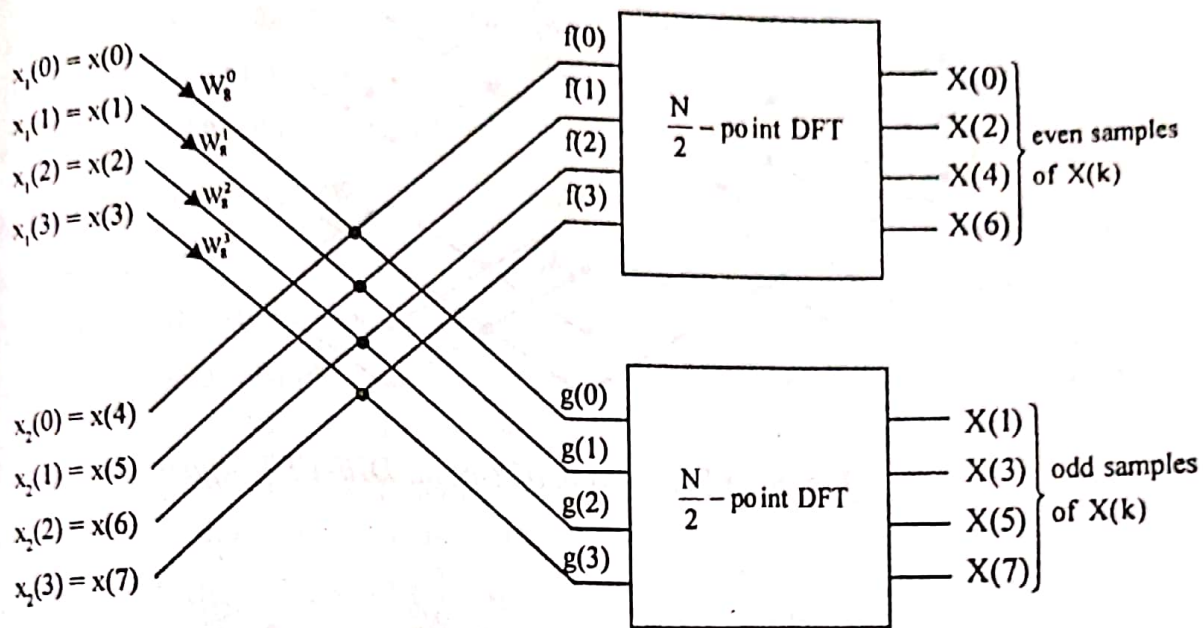 x₁(0) = x(0)
x₁(1) = x(1)
x₁(2) = x(2)
x₁(3) = x(3)
W₈⁰
W₈¹
W₈²
W₈³
x₂(0) = x(4)
x₂(1) = x(5)
x₂(2) = x(6)
x₂(3) = x(7)
f(0)
f(1)
f(2)
f(3)
N/2 – point DFT
X(0)
X(2)
X(4)
X(6)
even samples
of X(k)
g(0)
g(1)
g(2)
g(3)
N/2 – point DFT
X(1)
X(3)
X(5)
X(7)
odd samples
of X(k)